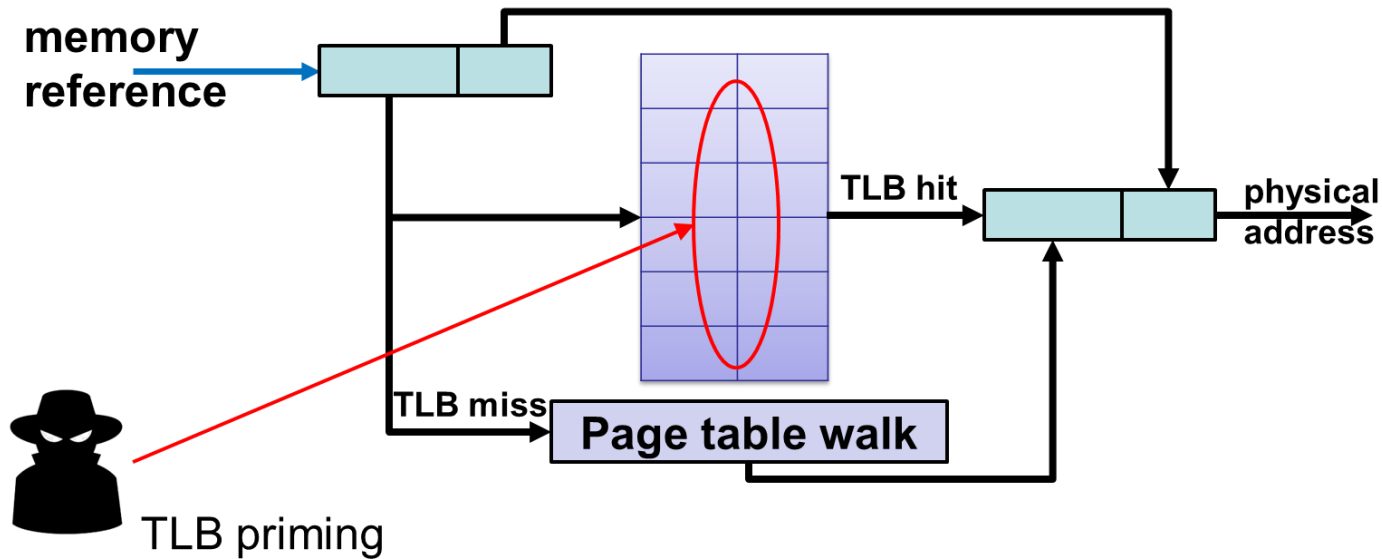 memory
reference
TLB hit
physical
address
TLB miss
Page table walk
TLB priming